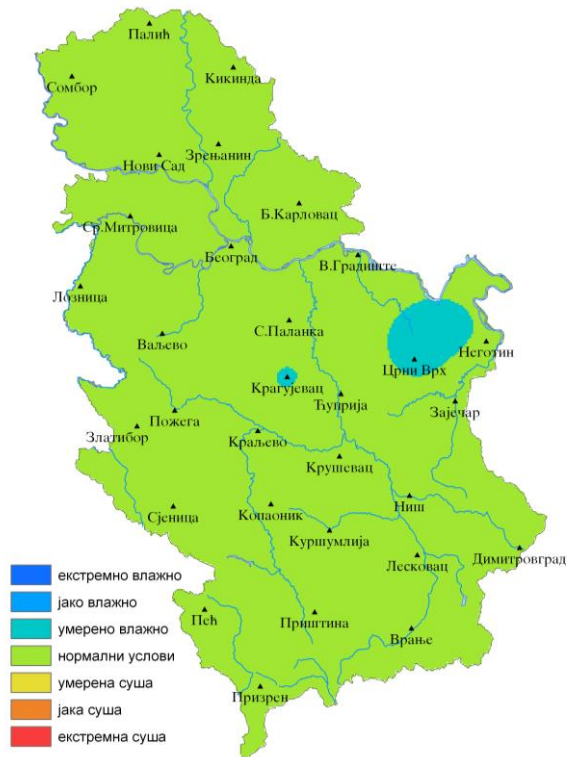 Палић
Кикинда
Сомбор
Зрењанин
Нови Сад
Б.Карловац
Ср.Митровица
Београд
В.Градиште
Лозница
С.Паланка
Ваљево
Неготин
Црни Врх
Крагујевац
Ћуприја
Зајечар
Пожега
Златибор
Краљево
Крушевац
Ниш
Сјеница
Копаоник
Куршумлија
Димитровград
Лесковац
Пећ
Приштина
Врање
Призрен
екстремно влажно
јако влажно
умерено влажно
нормални услови
умерена суша
јака суша
екстремна суша